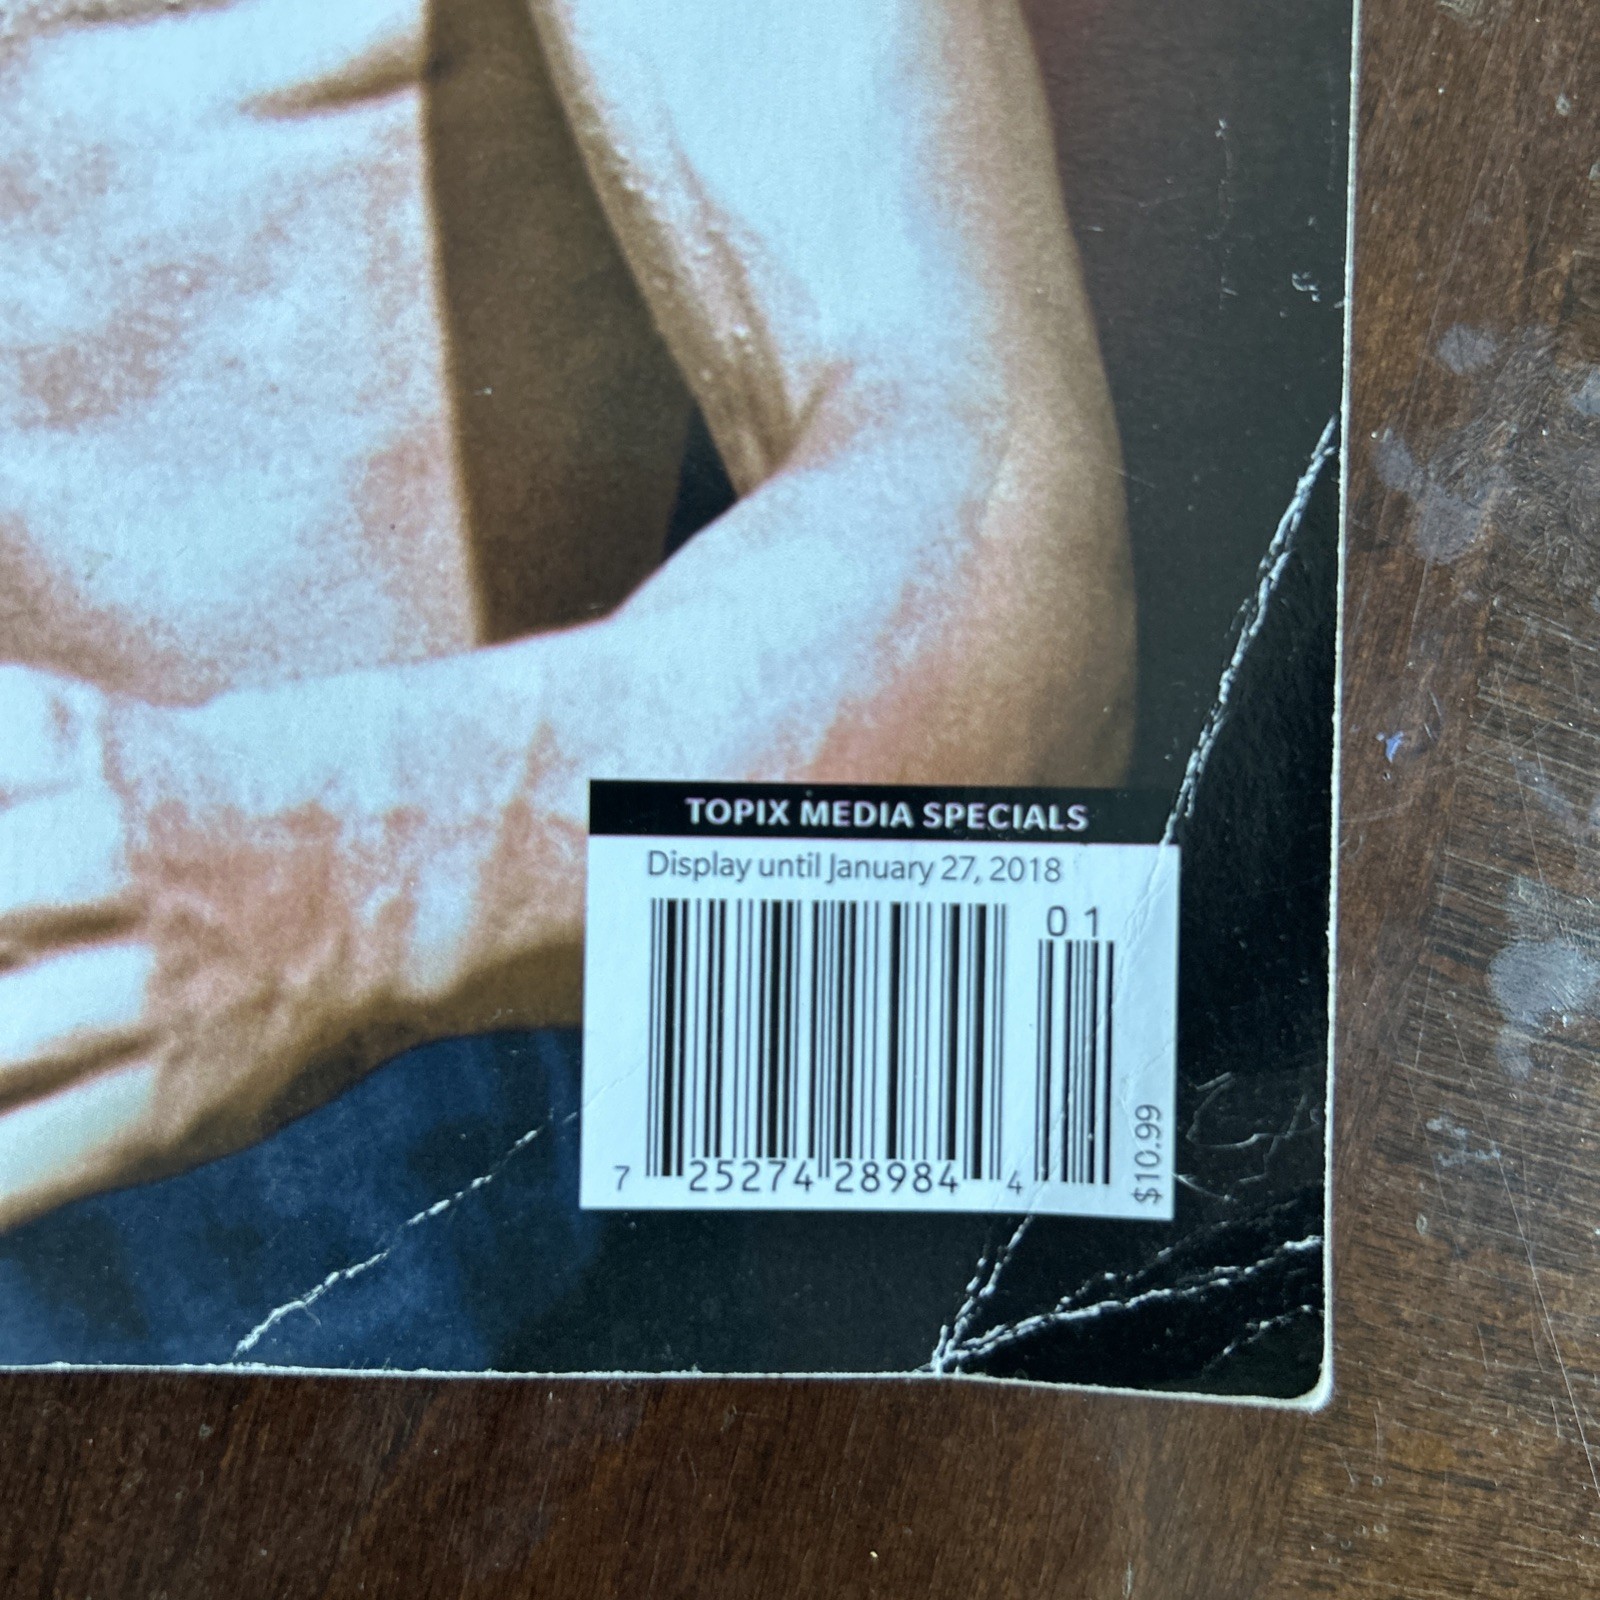 TOPIX MEDIA SPECIALS
Display until January 27, 2018
0 1
7 25274 28984 4
$10.99